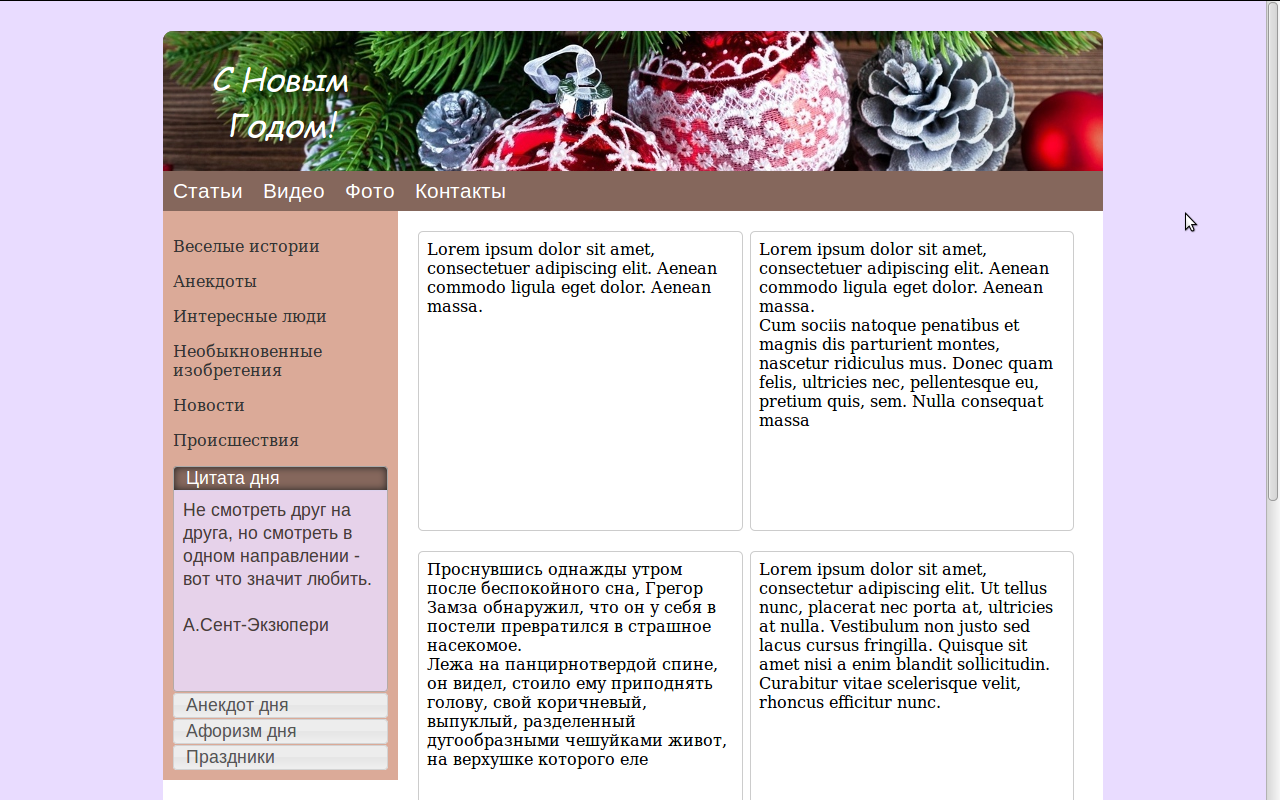 С Новым
Годом!
Статьи Видео Фото Контакты
Веселые истории
Анекдоты
Интересные люди
Необыкновенные
изобретения
Новости
Происшествия
Цитата дня
Не смотреть друг на
друга, но смотреть в
одном направлении -
вот что значит любить.
А.Сент-Экзюпери
Анекдот дня
Афоризм дня
Праздники
Lorem ipsum dolor sit amet,
consectetuer adipiscing elit. Aenean
commodo ligula eget dolor. Aenean
massa.
Lorem ipsum dolor sit amet,
consectetuer adipiscing elit. Aenean
commodo ligula eget dolor. Aenean
massa.
Cum sociis natoque penatibus et
magnis dis parturient montes,
nascetur ridiculus mus. Donec quam
felis, ultricies nec, pellentesque eu,
pretium quis, sem. Nulla consequat
massa
Проснувшись однажды утром
после беспокойного сна, Грегор
Замза обнаружил, что он у себя в
постели превратился в страшное
насекомое.
Лежа на панцирнотвердой спине,
он видел, стоило ему приподнять
голову, свой коричневый,
выпуклый, разделенный
дугообразными чешуйками живот,
на верхушке которого еле
Lorem ipsum dolor sit amet,
consectetur adipiscing elit. Ut tellus
nunc, placerat nec porta at, ultricies
at nulla. Vestibulum non justo sed
lacus cursus fringilla. Quisque sit
amet nisi a enim blandit sollicitudin.
Curabitur vitae scelerisque velit,
rhoncus efficitur nunc.